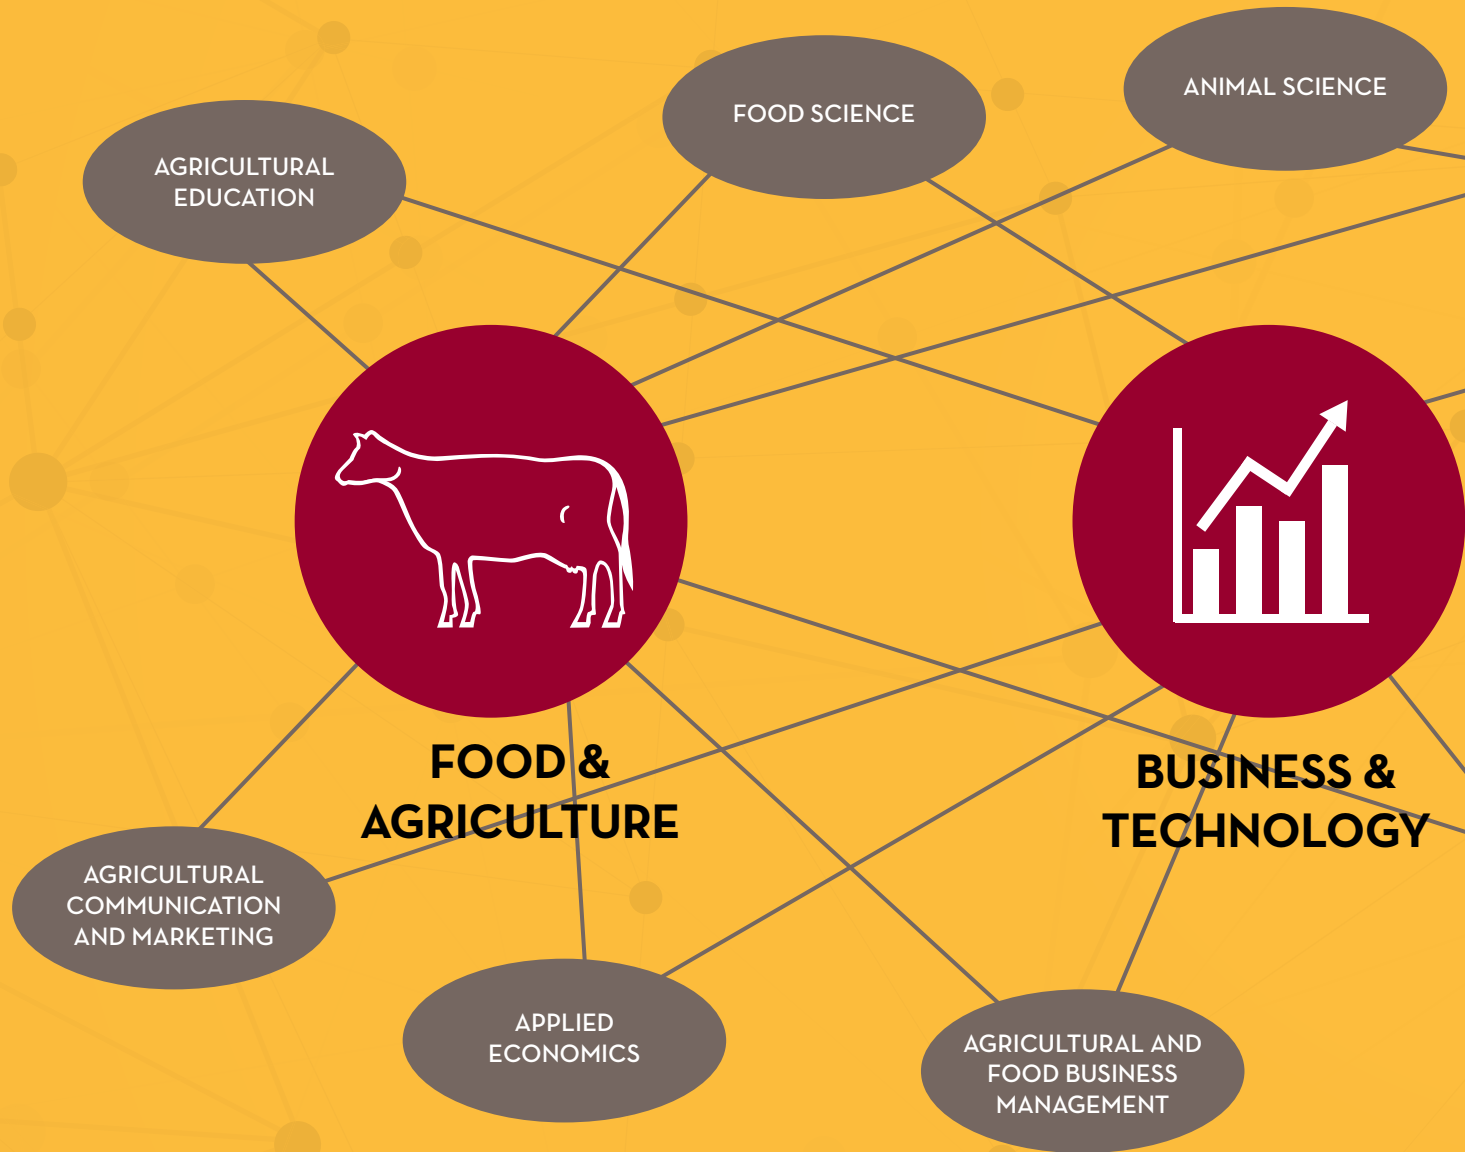 ANIMAL SCIENCE
FOOD SCIENCE
AGRICULTURAL
EDUCATION
FOOD &
AGRICULTURE
BUSINESS &
TECHNOLOGY
AGRICULTURAL
COMMUNICATION
AND MARKETING
APPLIED
ECONOMICS
AGRICULTURAL AND
FOOD BUSINESS
MANAGEMENT